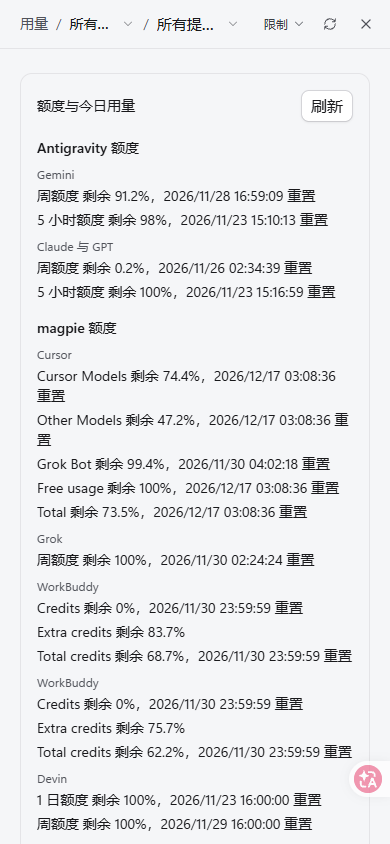 用量 / 所有... / 所有提... 限制
额度与今日用量
刷新
Antigravity 额度
Gemini
周额度 剩余 91.2%，2026/11/28 16:59:09 重置
5 小时额度 剩余 98%，2026/11/23 15:10:13 重置
Claude 与 GPT
周额度 剩余 0.2%，2026/11/26 02:34:39 重置
5 小时额度 剩余 100%，2026/11/23 15:16:59 重置
magpie 额度
Cursor
Cursor Models 剩余 74.4%，2026/12/17 03:08:36
重置
Other Models 剩余 47.2%，2026/12/17 03:08:36 重
置
Grok Bot 剩余 99.4%，2026/11/30 04:02:18 重置
Free usage 剩余 100%，2026/12/17 03:08:36 重置
Total 剩余 73.5%，2026/12/17 03:08:36 重置
Grok
周额度 剩余 100%，2026/11/30 02:24:24 重置
WorkBuddy
Credits 剩余 0%，2026/11/30 23:59:59 重置
Extra credits 剩余 83.7%
Total credits 剩余 68.7%，2026/11/30 23:59:59 重置
WorkBuddy
Credits 剩余 0%，2026/11/30 23:59:59 重置
Extra credits 剩余 75.7%
Total credits 剩余 62.2%，2026/11/30 23:59:59 重置
Devin
1 日额度 剩余 100%，2026/11/23 16:00:00 重置
周额度 剩余 100%，2026/11/29 16:00:00 重置